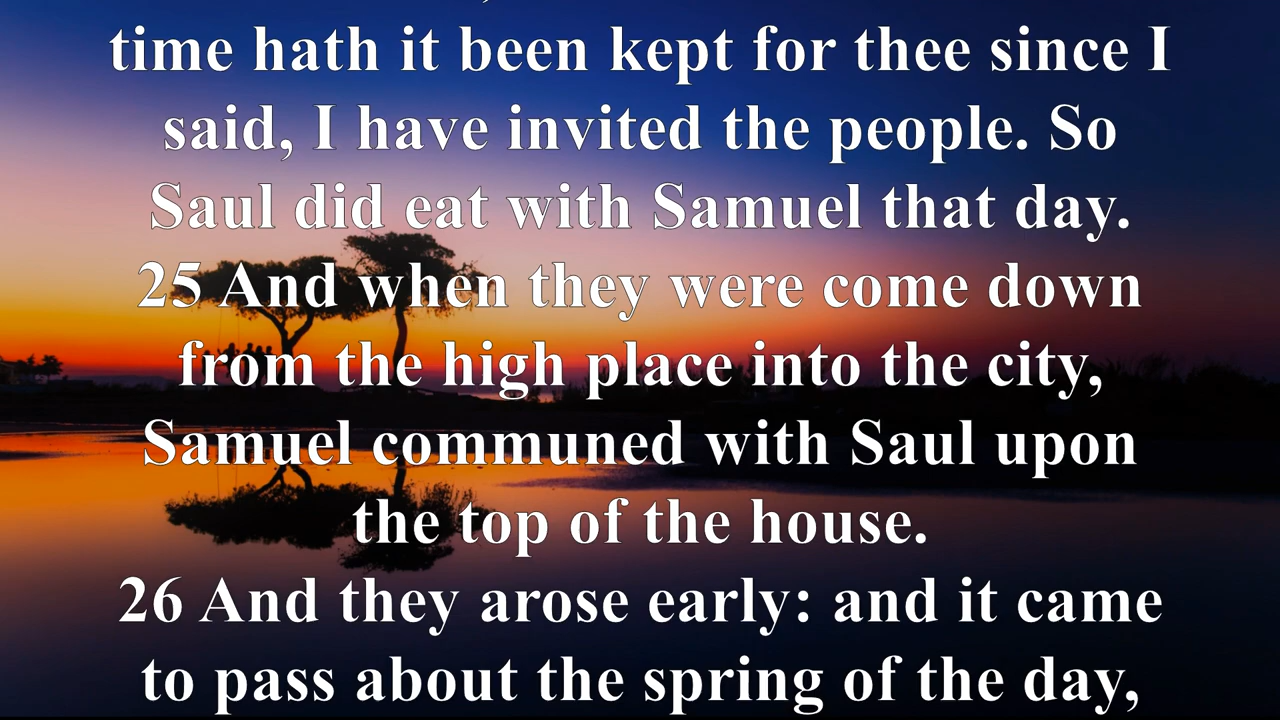 time hath it been kept for thee since I
said, I have invited the people. So
Saul did eat with Samuel that day.
25 And when they were come down
from the high place into the city,
Samuel communed with Saul upon
the top of the house.
26 And they arose early: and it came
to pass about the spring of the day,